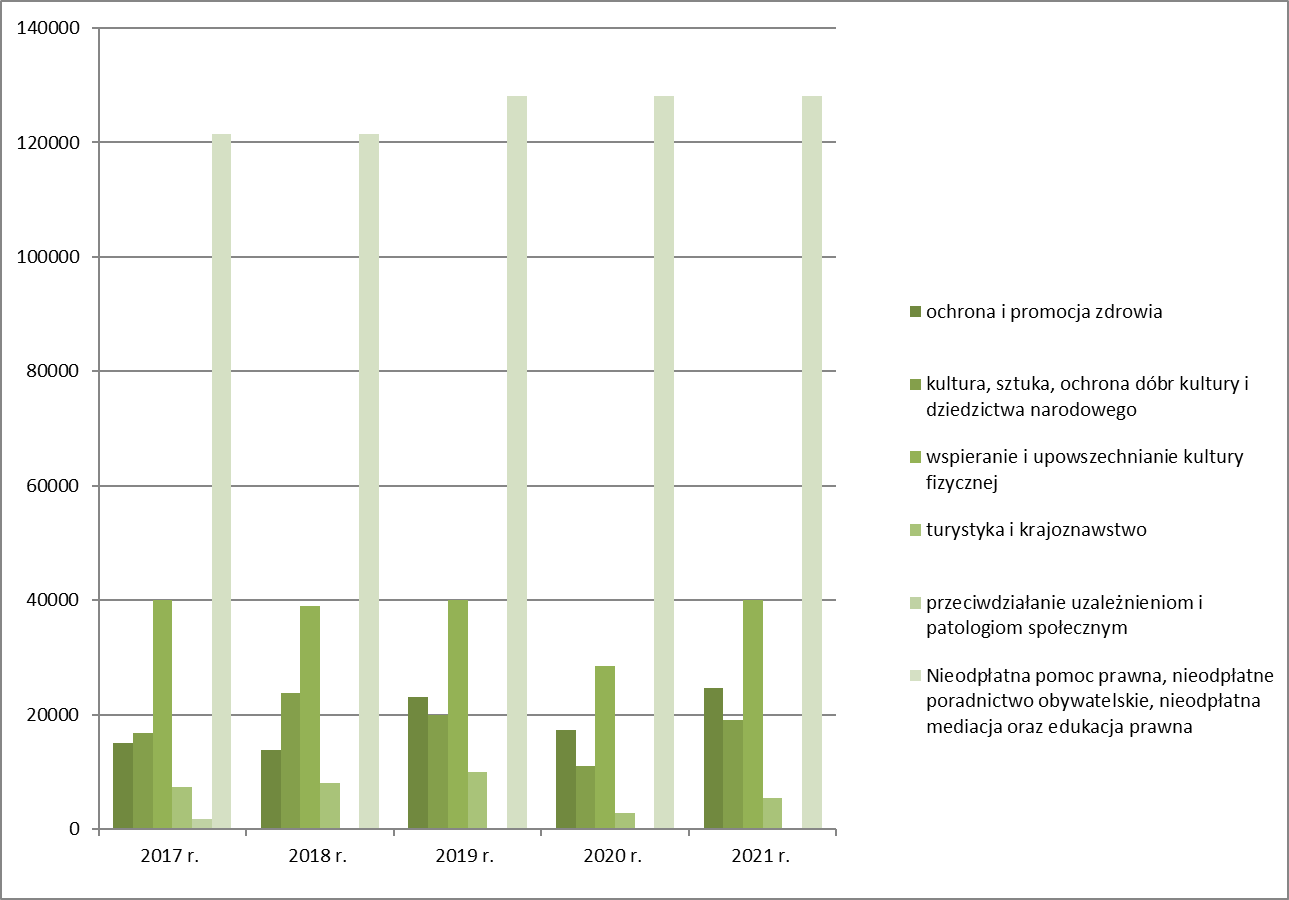 140000
120000
100000
80000
60000
40000
20000
0
2017 r.
2018 r.
2019 r.
2020 r.
2021 r.
ochrona i promocja zdrowia
kultura, sztuka, ochrona dóbr kultury i
dziedzictwa narodowego
wspieranie i upowszechnianie kultury
fizycznej
turystyka i krajoznawstwo
przeciwdziałanie uzależnieniom i
patologiom społecznym
Nieodpłatna pomoc prawna, nieodpłatne
poradnictwo obywatelskie, nieodpłatna
mediacja oraz edukacja prawna